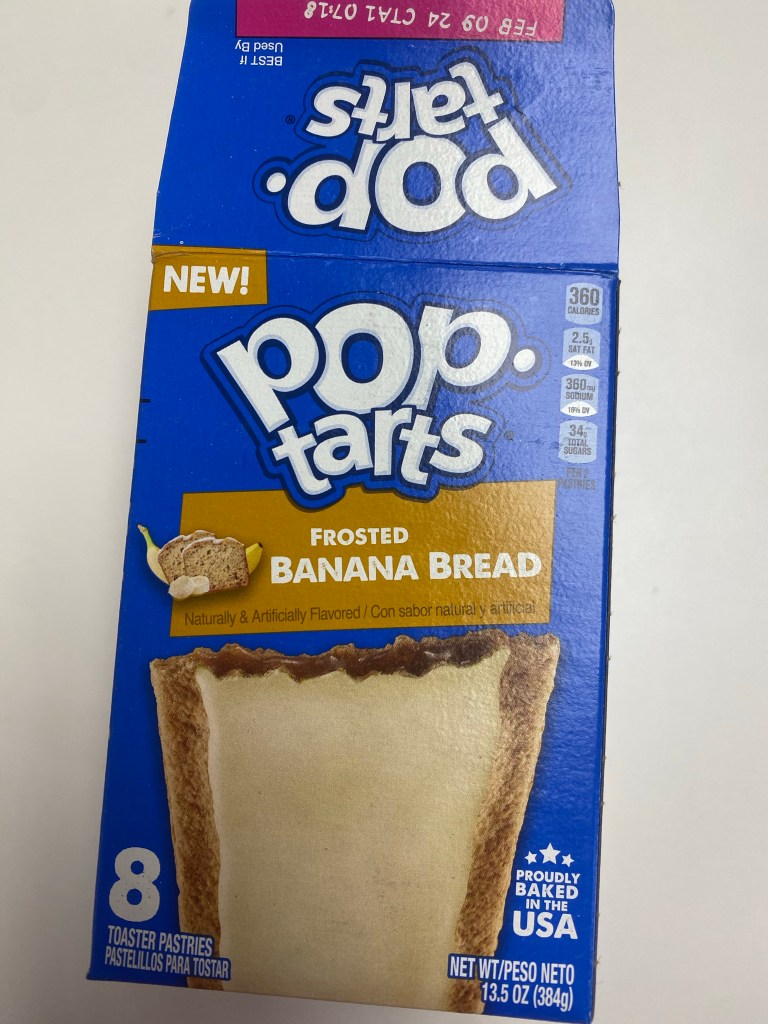 FEB 09 24 CTA1 07:18
BEST If
Used By
pop.
tarts®
NEW!
pop.
tarts
360
CALORIES
2.5g
SAT FAT
13% DV
360mg
SODIUM
16% DV
34g
TOTAL
SUGARS
PER 2
PASTRIES
FROSTED
BANANA BREAD
Naturally & Artificially Flavored / Con sabor natural y artificial
8
TOASTER PASTRIES
PASTELILLOS PARA TOSTAR
PROUDLY
BAKED
IN THE
USA
NET WT/PESO NETO
13.5 OZ (384g)